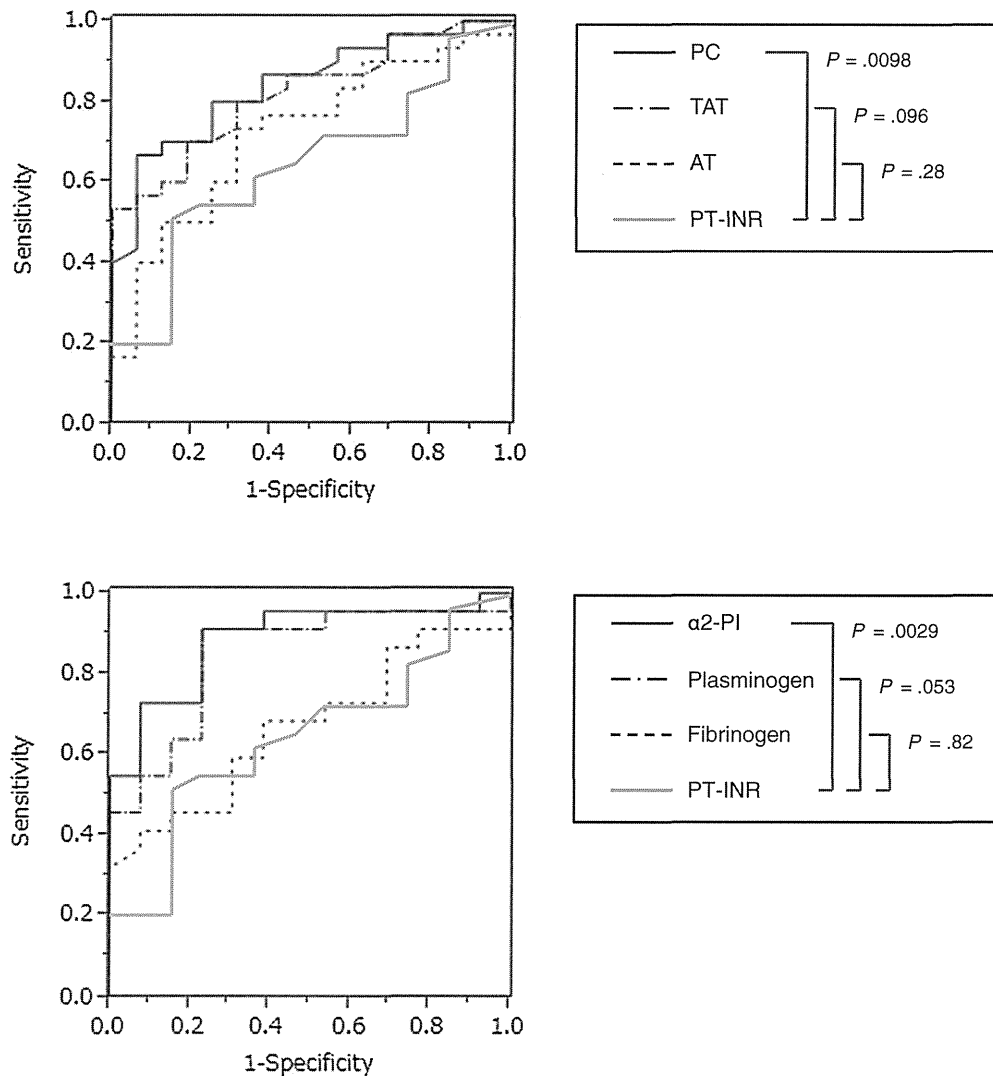 1.0
0.8
0.6
0.4
0.2
0.0
Sensitivity
0.0 0.2 0.4 0.6 0.8 1.0
1-Specificity
PC
TAT
AT
PT-INR
P = .0098
P = .096
P = .28
1.0
0.8
0.6
0.4
0.2
0.0
Sensitivity
0.0 0.2 0.4 0.6 0.8 1.0
1-Specificity
α2-PI
Plasminogen
Fibrinogen
PT-INR
P = .0029
P = .053
P = .82